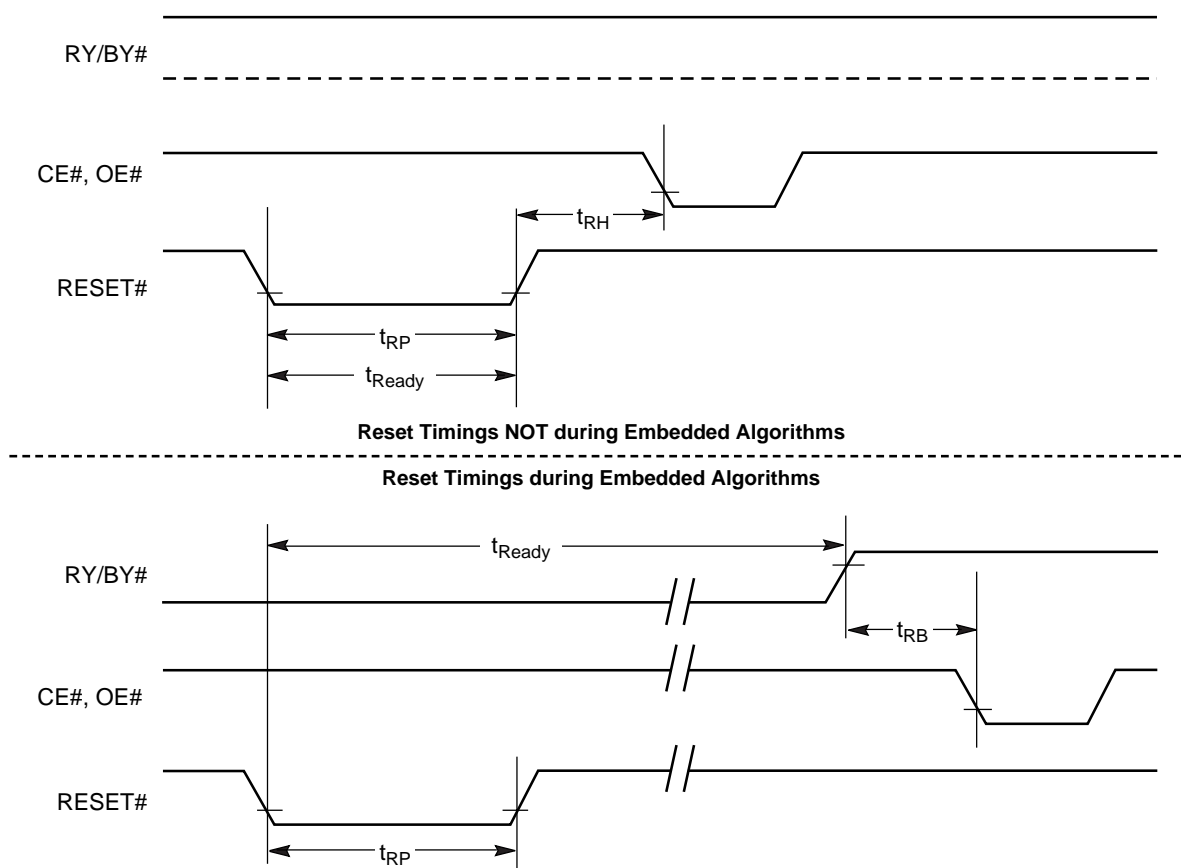 RY/BY#
CE#, OE#
tRH
RESET#
tRP
tReady
Reset Timings NOT during Embedded Algorithms
Reset Timings during Embedded Algorithms
tReady
RY/BY#
tRB
CE#, OE#
RESET#
tRP